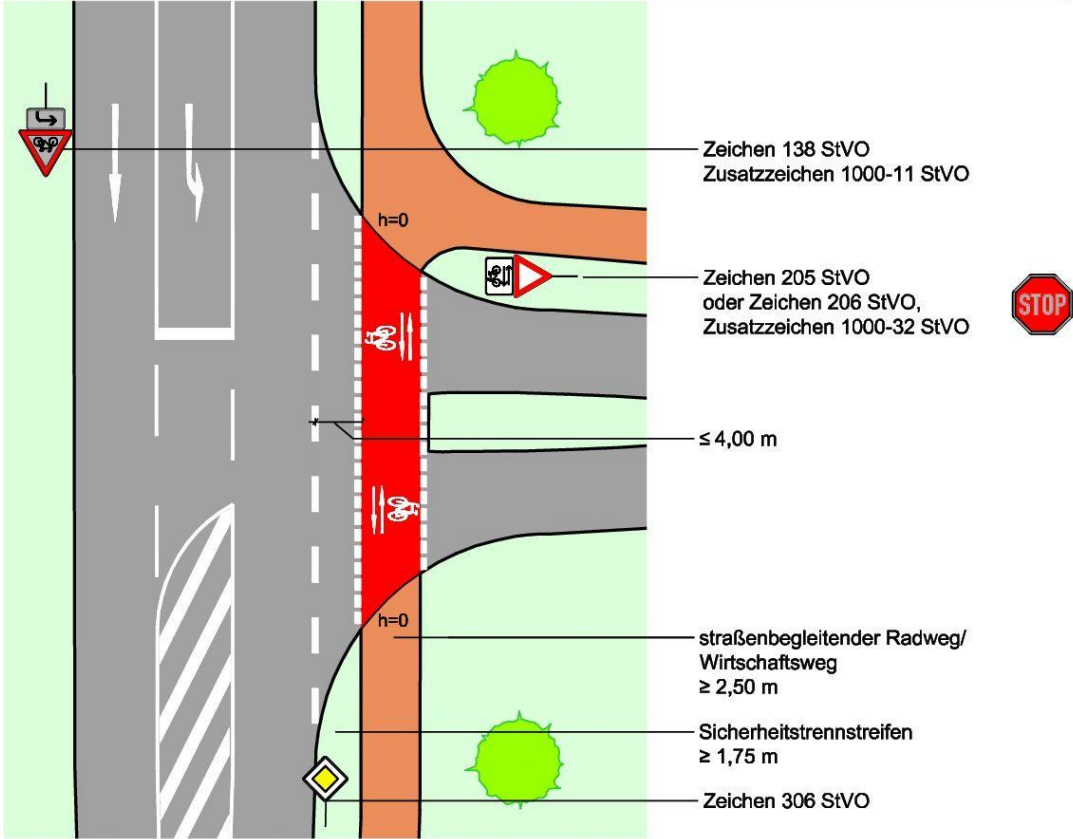 Zeichen 138 StVO
Zusatzzeichen 1000-11 StVO
h=0
Zeichen 205 StVO
oder Zeichen 206 StVO,
Zusatzzeichen 1000-32 StVO
STOP
≤ 4,00 m
h=0
straßenbegleitender Radweg/
Wirtschaftsweg
≥ 2,50 m
Sicherheitstrennstreifen
≥ 1,75 m
Zeichen 306 StVO